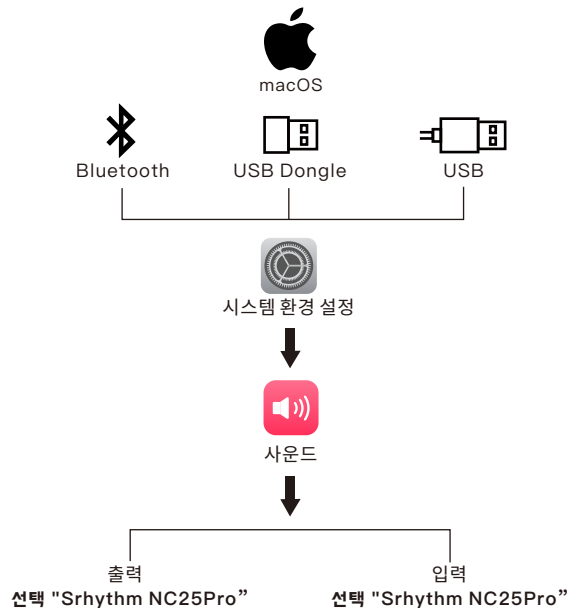 macOS
Bluetooth USB Dongle USB
시스템 환경 설정
사운드
출력 입력
선택 "Srhythm NC25Pro” 선택 "Srhythm NC25Pro”